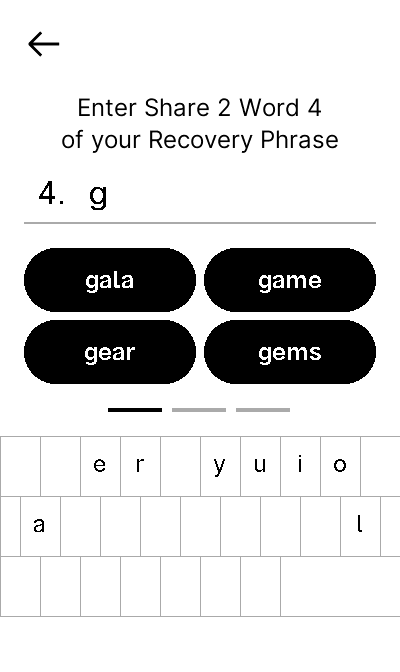 Enter Share 2 Word 4
of your Recovery Phrase
4. g
gala game
gear gems
e r y u i o
a l